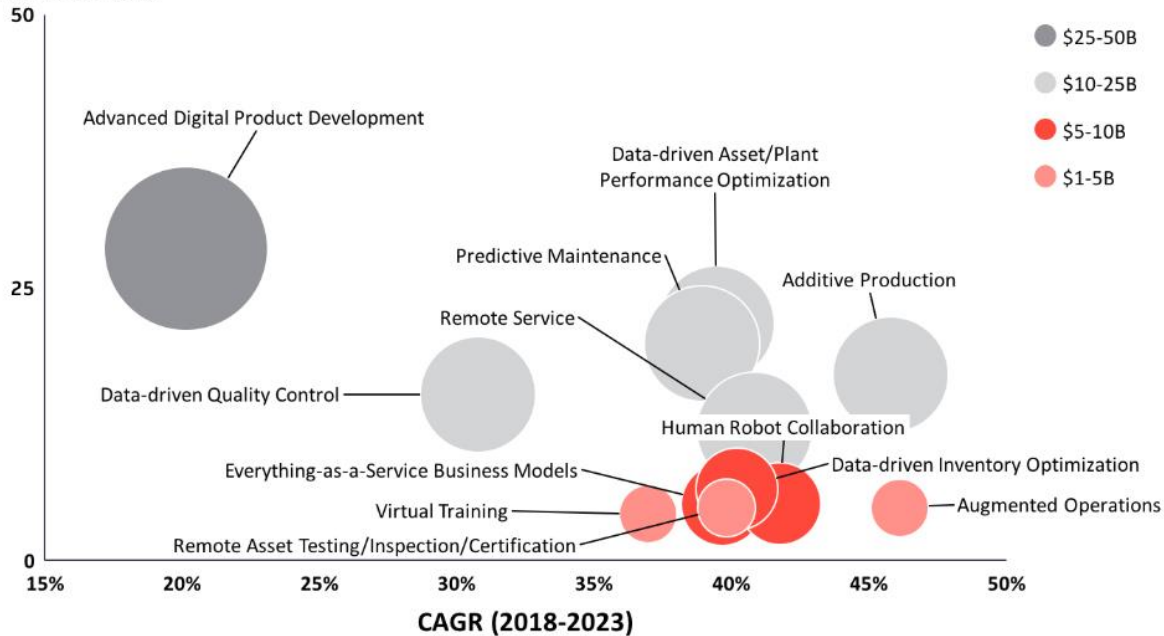 50
$25-50B
$10-25B
$5-10B
$1-5B
Advanced Digital Product Development
Data-driven Asset/Plant
Performance Optimization
Predictive Maintenance
Additive Production
25
Remote Service
Data-driven Quality Control
Human Robot Collaboration
Everything-as-a-Service Business Models
Data-driven Inventory Optimization
Virtual Training
Augmented Operations
Remote Asset Testing/Inspection/Certification
0
15% 20% 25% 30% 35% 40% 45% 50%
CAGR (2018-2023)